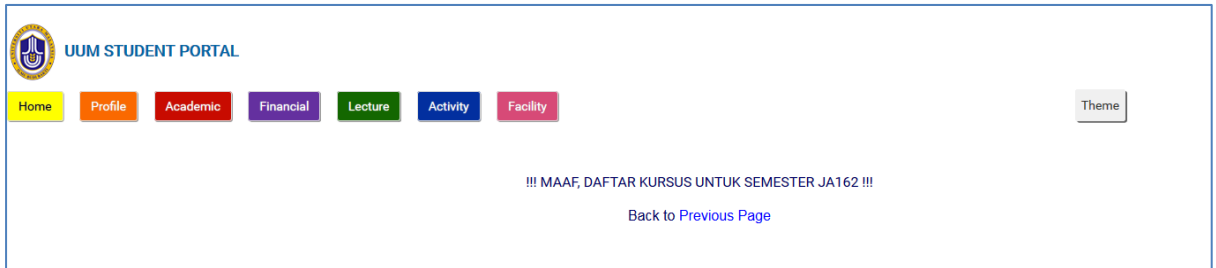 UUM STUDENT PORTAL
Home Profile Academic Financial Lecture Activity Facility Theme
!!! MAAF, DAFTAR KURSUS UNTUK SEMESTER JA162 !!!
Back to Previous Page